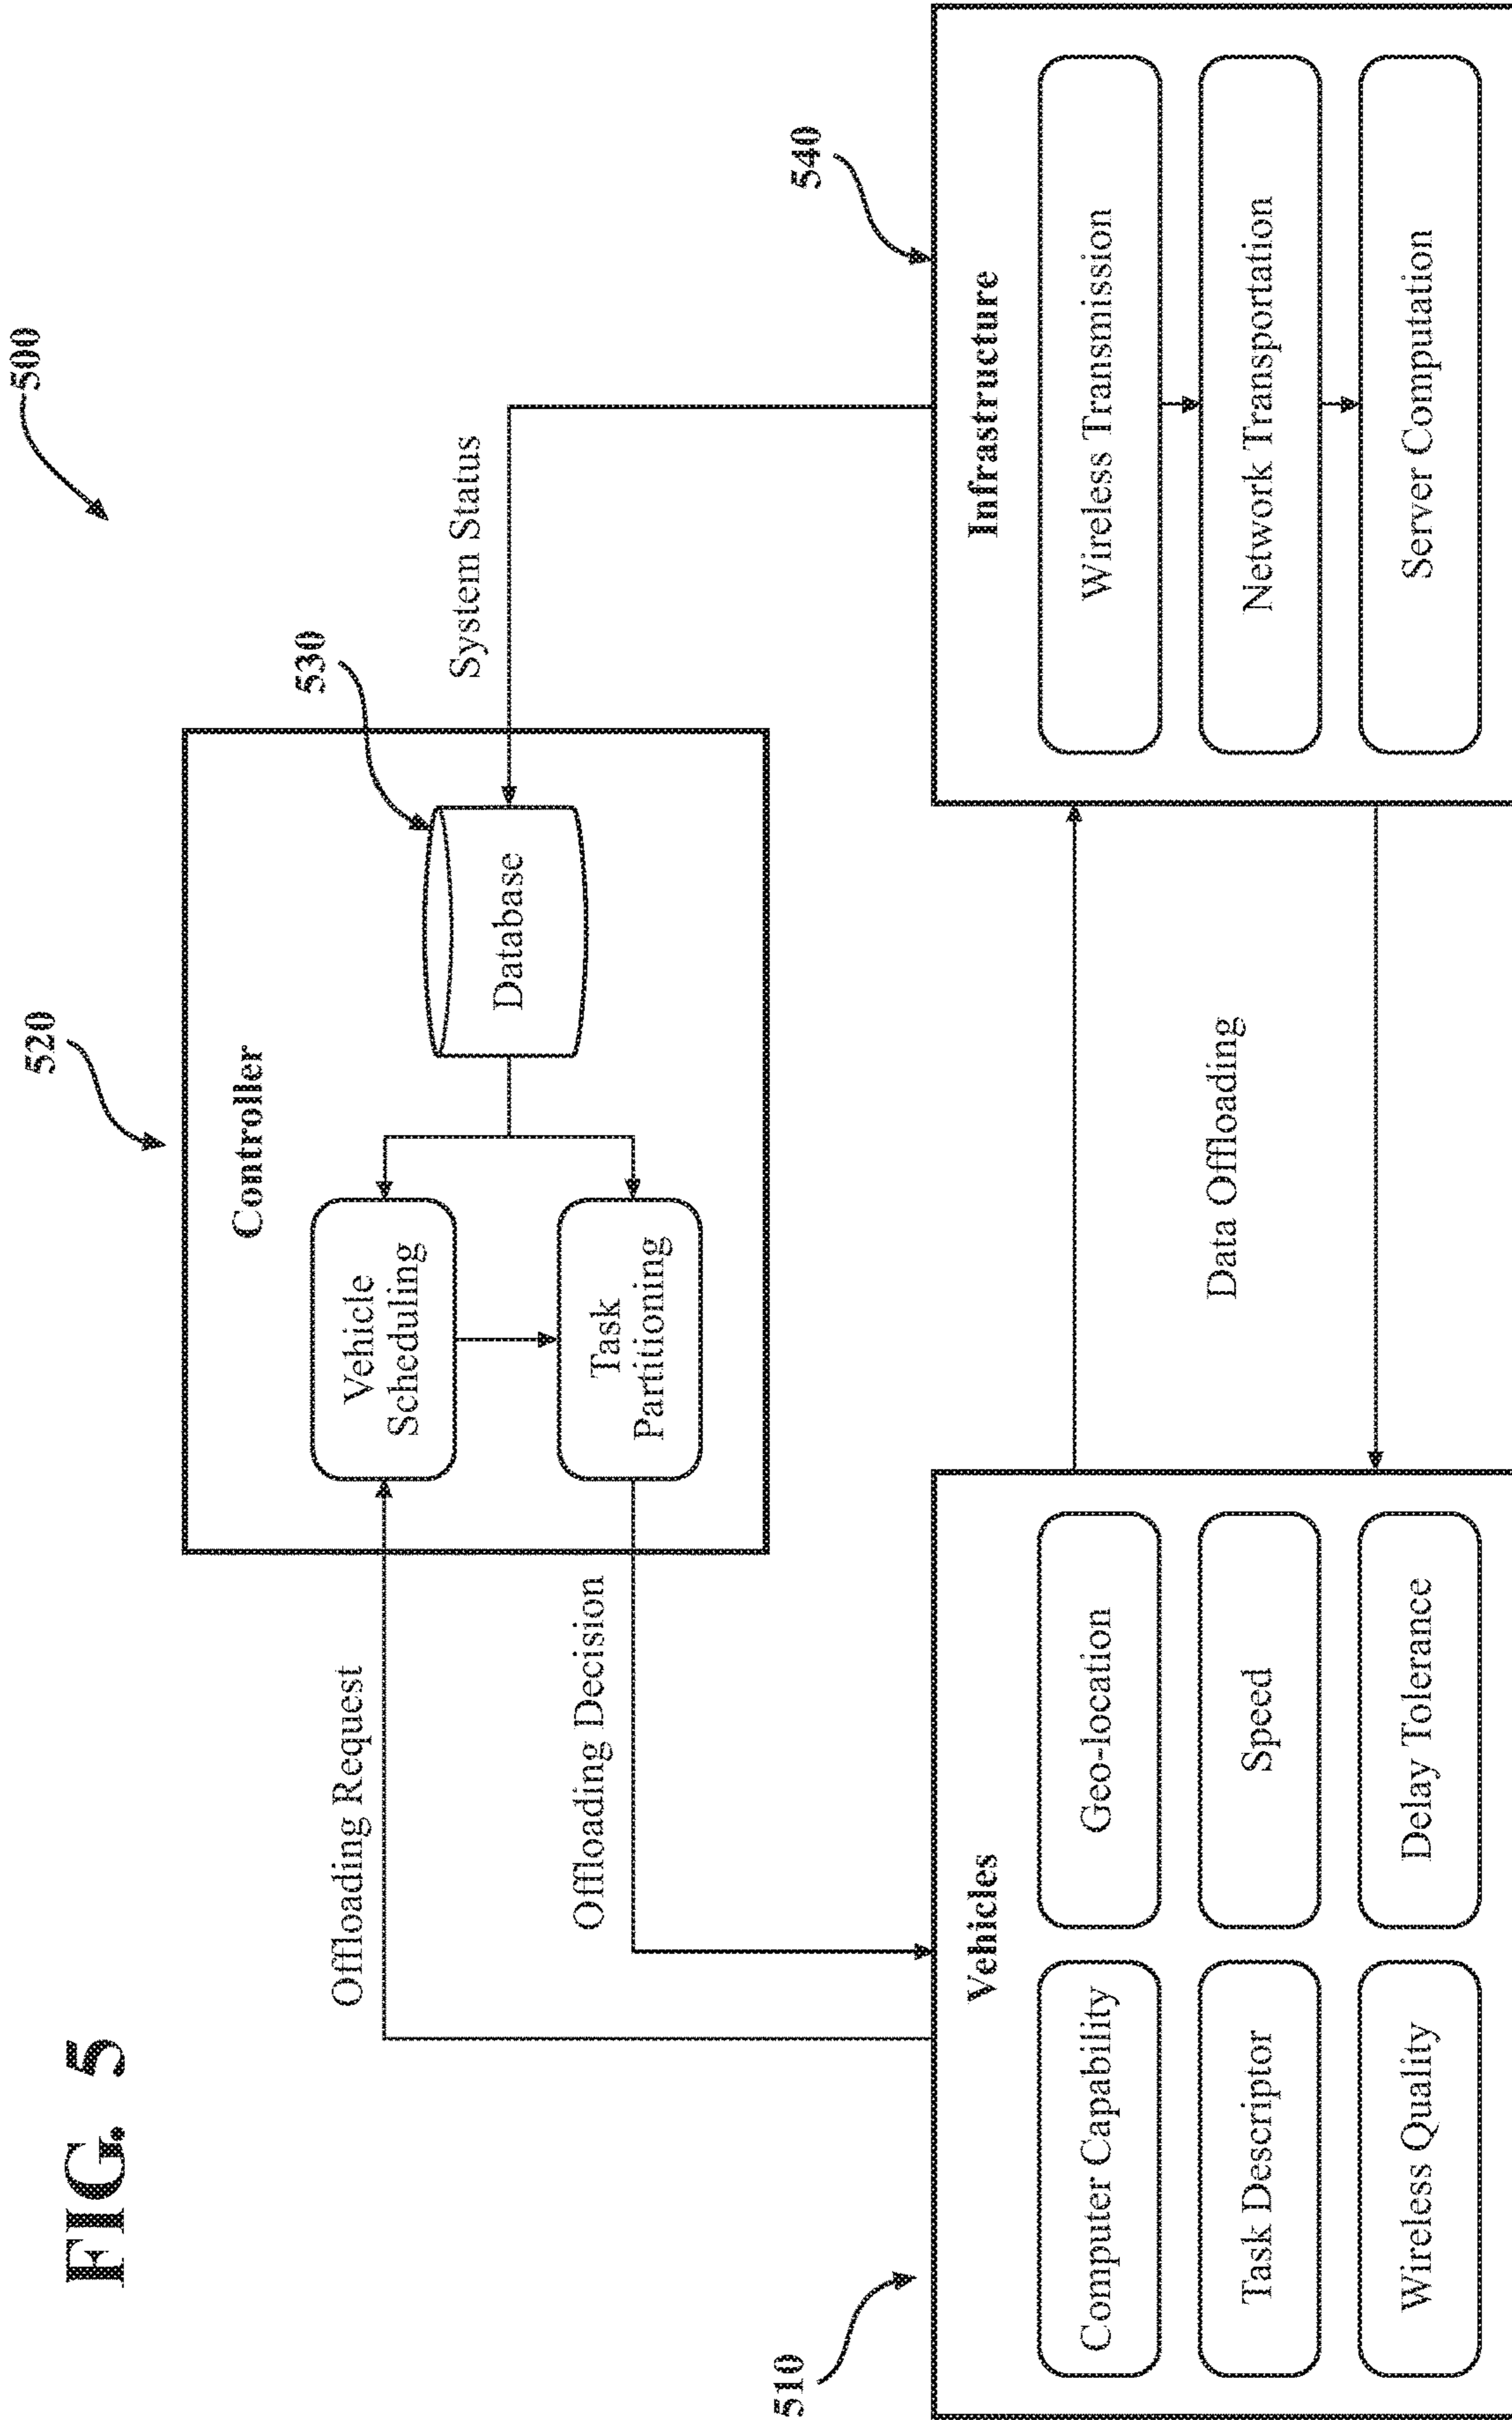 FIG. 5
500
520
Controller
530
Offloading Request
Vehicle
Scheduling
Database
System Status
Offloading Decision
Task
Partitioning
510
540
Vehicles
Computer Capability
Geo-location
Task Descriptor
Speed
Wireless Quality
Delay Tolerance
Data Offloading
Infrastructure
Wireless Transmission
Network Transportation
Server Computation